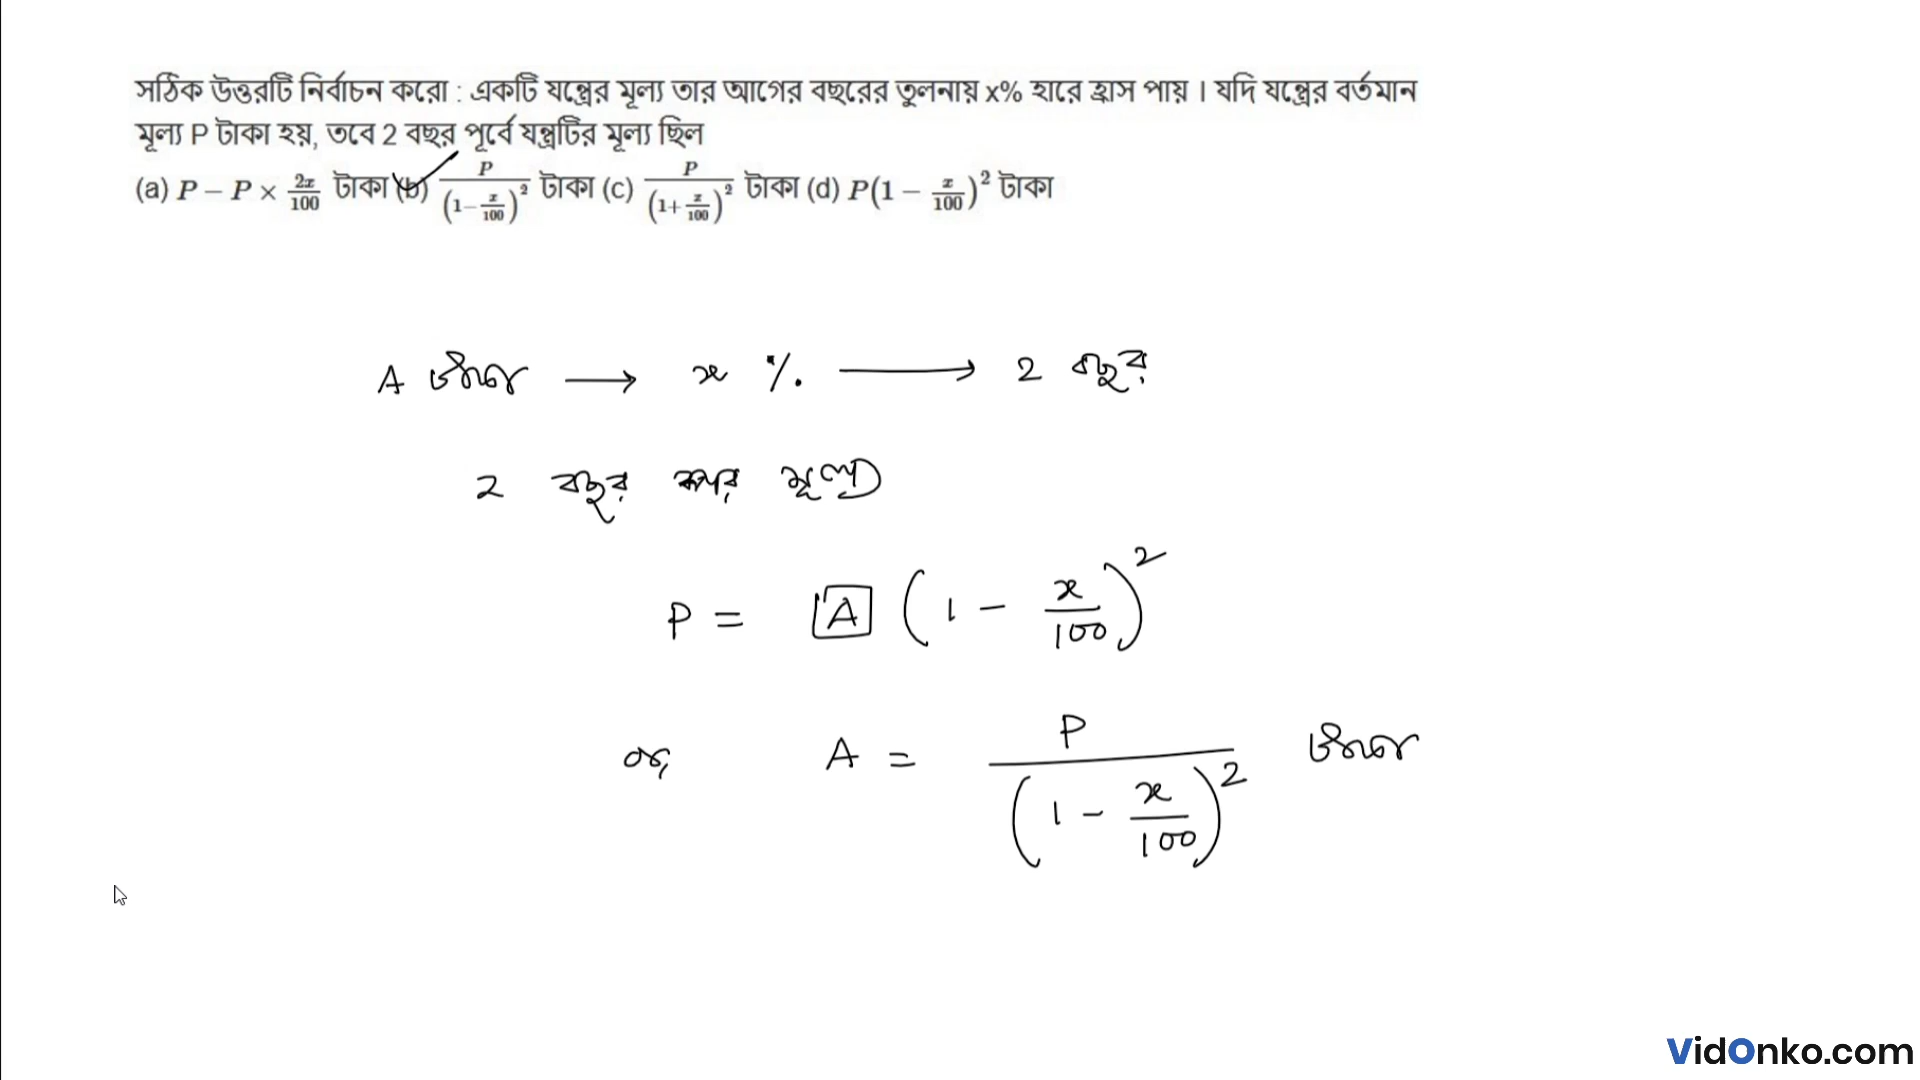 সঠিক উত্তরটি নির্বাচন করো : একটি যন্ত্রের মূল্য তার আগের বছরের তুলনায় x% হারে হ্রাস পায় । যদি যন্ত্রের বর্তমান
মূল্য P টাকা হয়, তবে 2 বছর পূর্বে যন্ত্রটির মূল্য ছিল
(a) P − P × 2x/100 টাকা (b) P/(1−x/100)² টাকা (c) P/(1+x/100)² টাকা (d) P(1 − x/100)² টাকা
A টাকা → x % → 2 বছর
2 বছর পর মূল্য
P = A (1 − x/100)²
বা, A = P/(1 − x/100)² টাকা
VidOnko.com